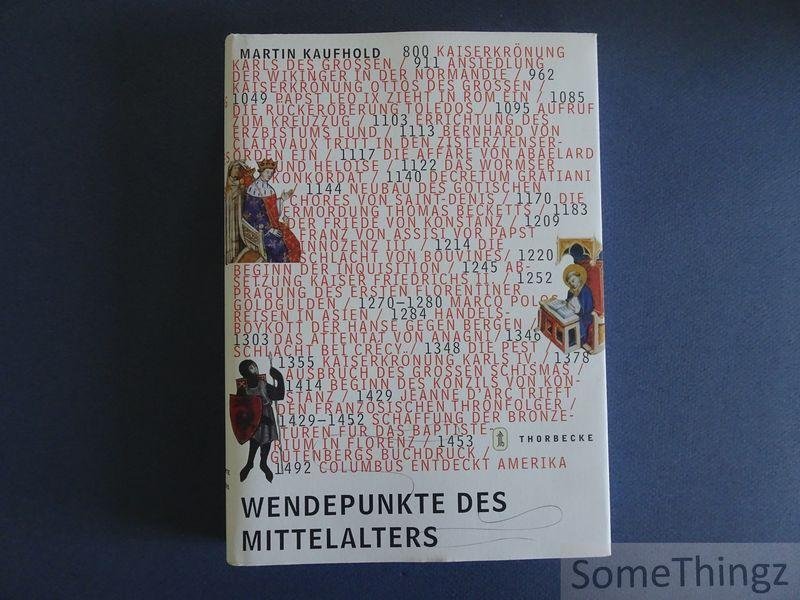 MARTIN KAUFHOLD 800 KAISERKRÖNUNG
KARLS DES GROSSEN / 911 ANSIEDLUNG
DER WIKINGER IN DER NORMANDIE / 962
KAISERKRÖNUNG OTTOS DES GROSSEN /
1049 PAPST LEO IX ZIEHT IN ROM EIN / 1085
DIE RÜCKEROBERUNG TOLEDOS / 1095 AUFRUF
ZUM KREUZZUG / 1103 ERRICHTUNG DES
ERZBISTUMS LUND / 1113 BERNHARD VON
CLAIRVAUX TRITT IN DEN ZISTERZIENSER-
ORDEN EIN / 1117 DIE AFFÄRE VON ABAELARD
UND HELOISE / 1122 DAS WORMSER
KONKORDAT / 1140 DECRETUM GRATIANI
/ 1144 NEUBAU DES GOTISCHEN
CHORES VON SAINT-DENIS / 1170 DIE
ERMORDUNG THOMAS BECKETTS / 1183
DER FRIEDE VON KONSTANZ / 1209
FRANZ VON ASSISI VOR PAPST
INNOZENZ III. / 1214 DIE
SCHLACHT VON BOUVINES / 1220
BEGINN DER INQUISITION / 1245 AB-
SETZUNG KAISER FRIEDRICHS II. / 1252
PRÄGUNG DES ERSTEN FLORENTINER
GOLDGULDEN / 1270–1280 MARCO POLOS
REISEN IN ASIEN / 1284 HANDELS-
BOYKOTT DER HANSE GEGEN BERGEN /
1303 DAS ATTENTAT VON ANAGNI / 1346
SCHLACHT BEI CRÉCY / 1348 DIE PEST /
1355 KAISERKRÖNUNG KARLS IV. / 1378
AUSBRUCH DES GROSSEN SCHISMAS /
1414 BEGINN DES KONZILS VON KON-
STANZ / 1429 JEANNE D'ARC TRIFFT
DEN FRANZÖSISCHEN THRONFOLGER /
1429–1452 SCHAFFUNG DER BRONZE-
TÜREN FÜR DAS BAPTISTE-
RIUM IN FLORENZ / 1453
GUTENBERGS BUCHDRUCK /
1492 COLUMBUS ENTDECKT AMERIKA
THORBECKE
WENDEPUNKTE DES
MITTELALTERS
SomeThingz